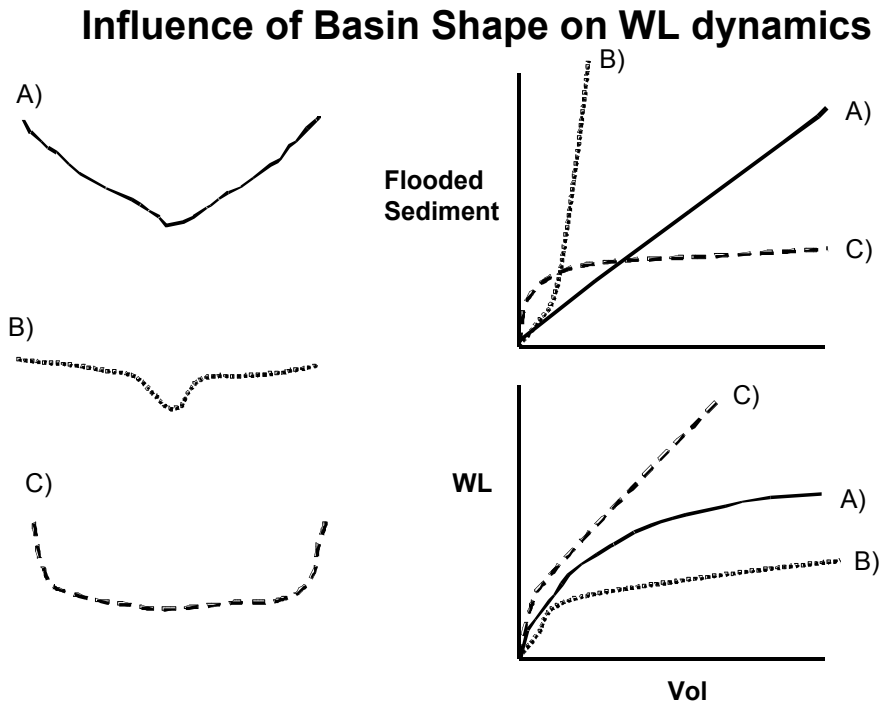 Influence of Basin Shape on WL dynamics
A)
B)
C)
B)
A)
Flooded
Sediment
C)
C)
WL
A)
B)
Vol